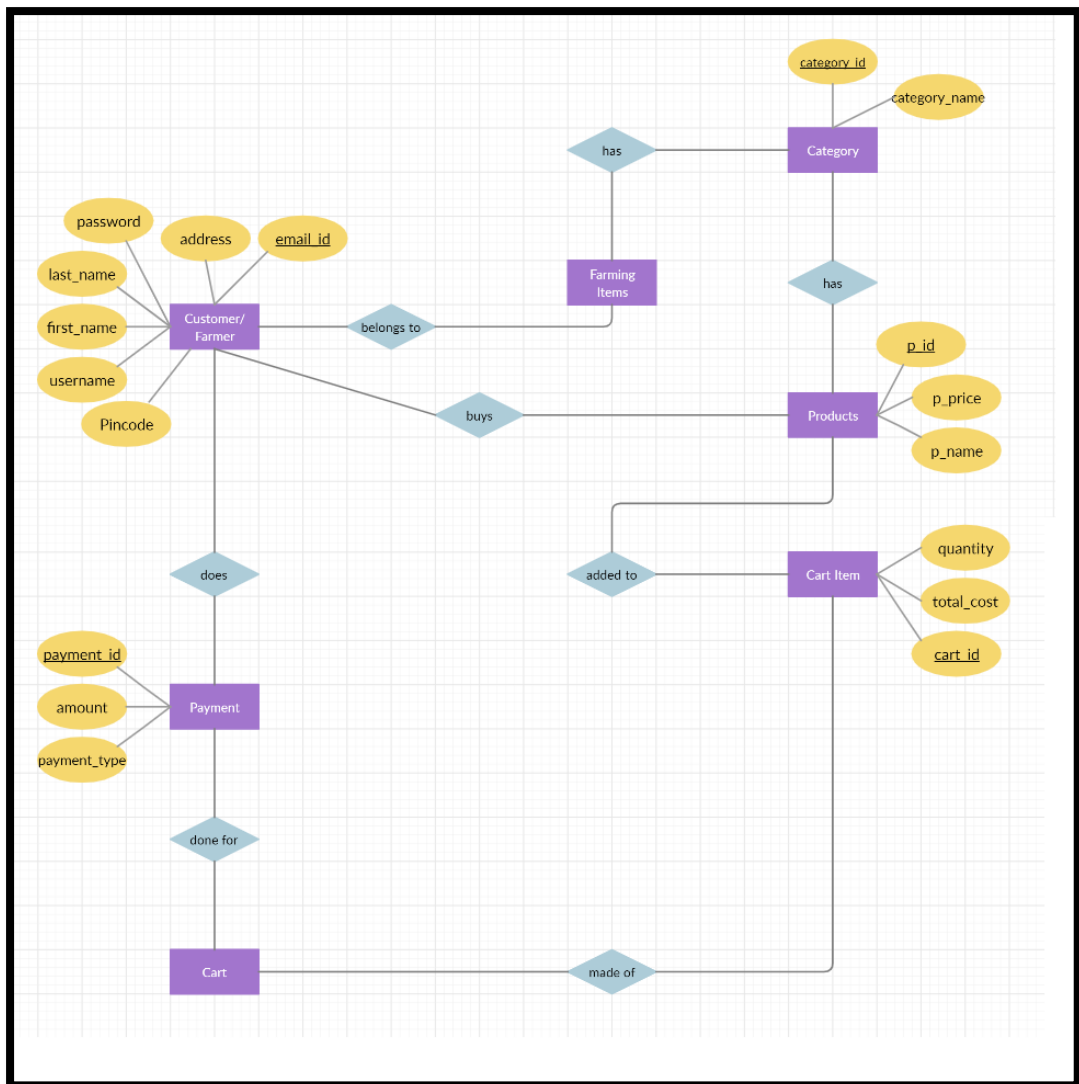 category_id
category_name
has
Category
password
address
email_id
last_name
Farming
Items
has
Customer/
Farmer
first_name
belongs to
p_id
username
p_price
Pincode
buys
Products
p_name
quantity
does
added to
Cart Item
total_cost
payment_id
cart_id
amount
Payment
payment_type
done for
Cart
made of